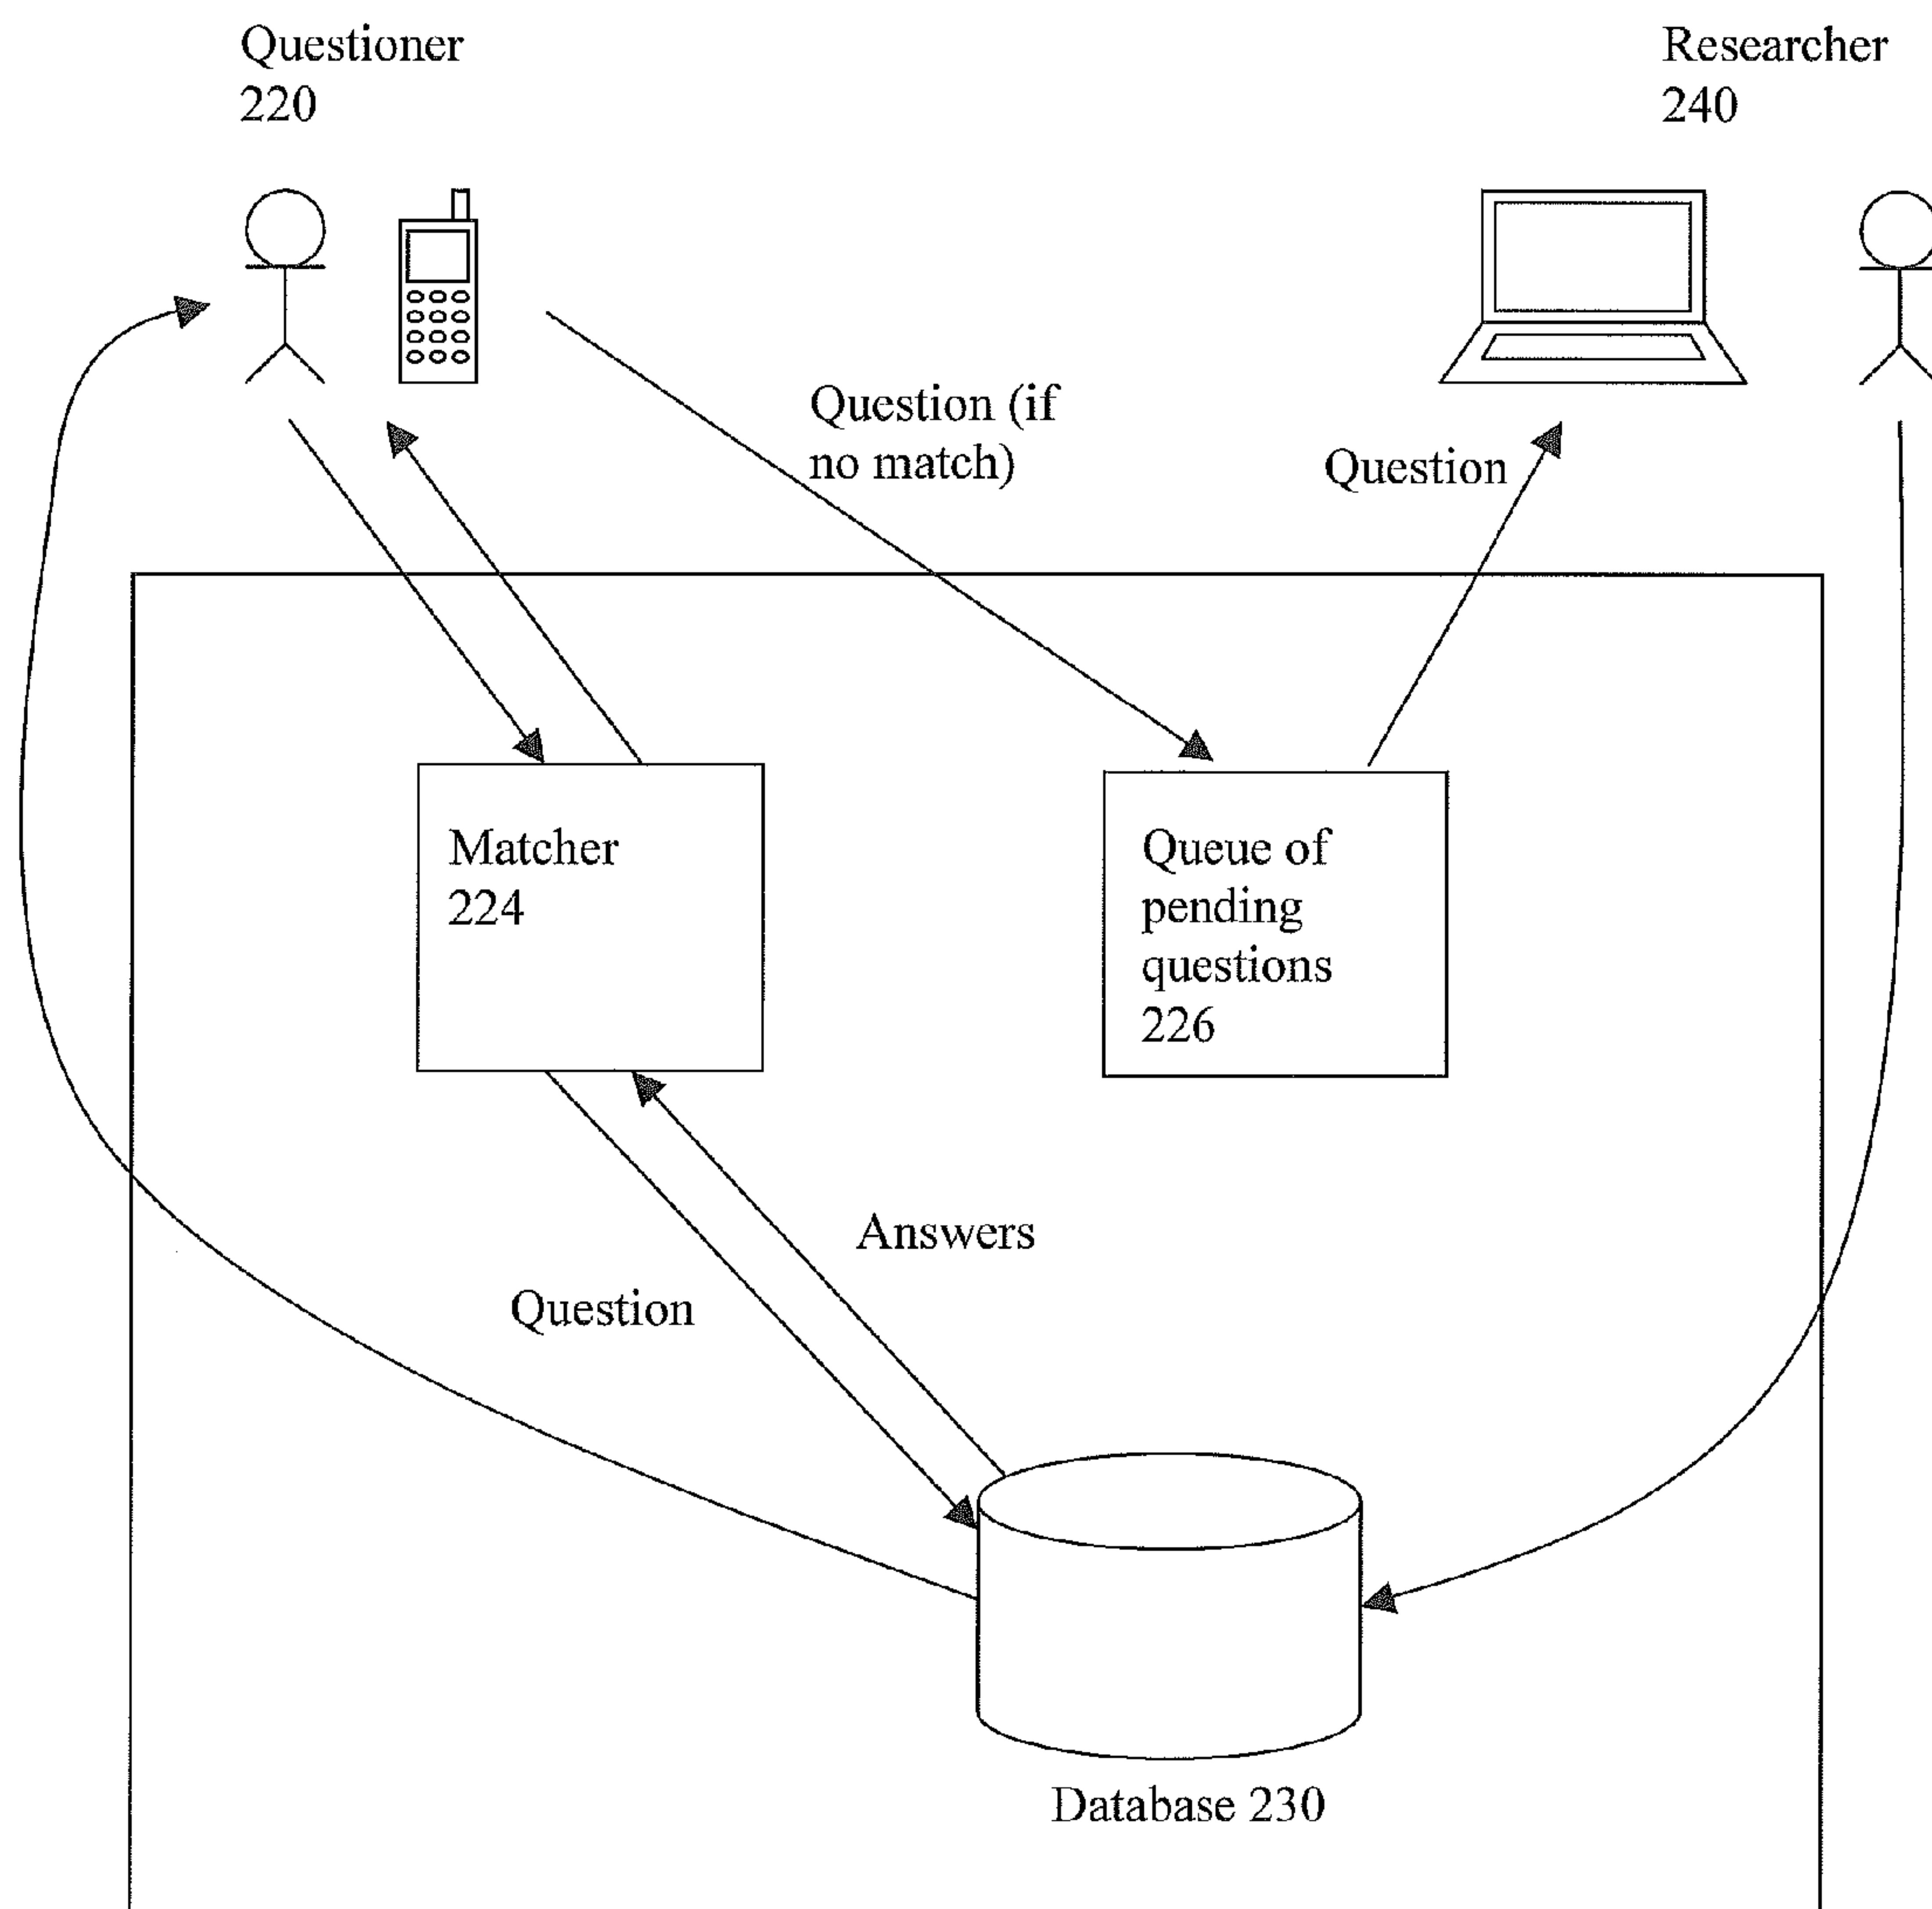 Questioner
220
Researcher
240
Question (if
no match)
Question
Matcher
224
Queue of
pending
questions
226
Answers
Question
Database 230